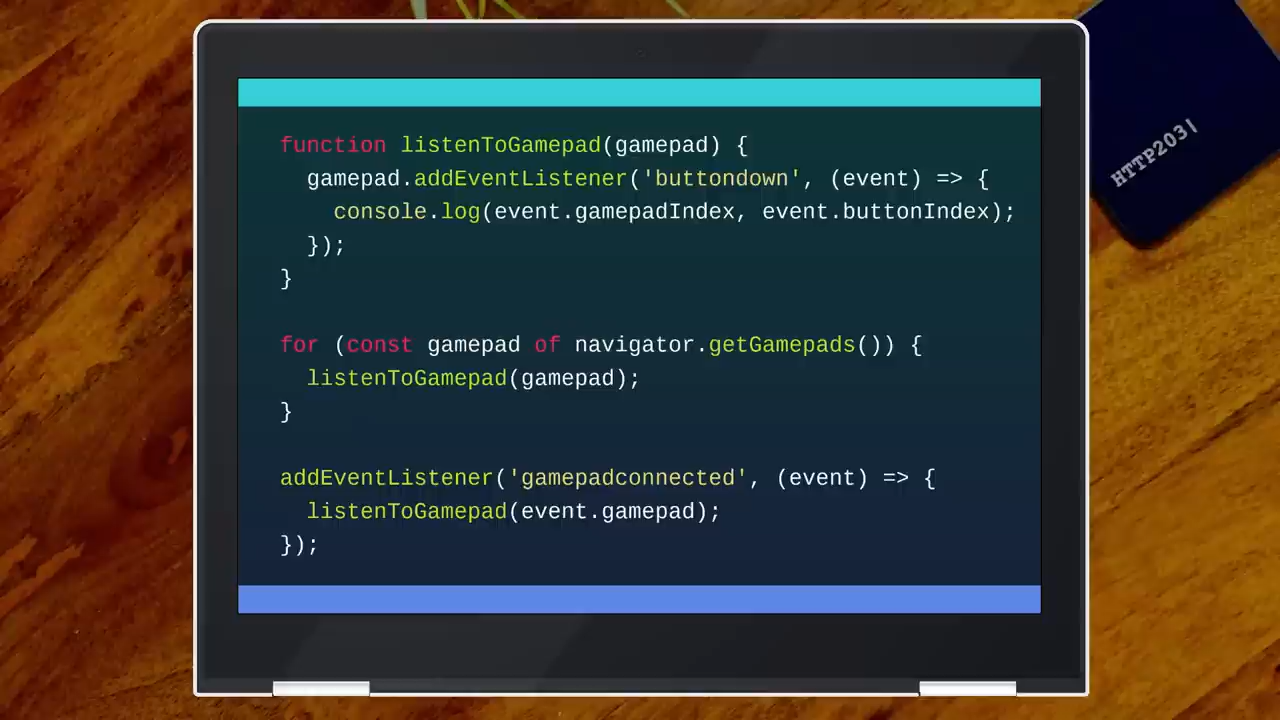 function listenToGamepad(gamepad) {
  gamepad.addEventListener('buttondown', (event) => {
    console.log(event.gamepadIndex, event.buttonIndex);
  });
}

for (const gamepad of navigator.getGamepads()) {
  listenToGamepad(gamepad);
}

addEventListener('gamepadconnected', (event) => {
  listenToGamepad(event.gamepad);
});
HTTP203|